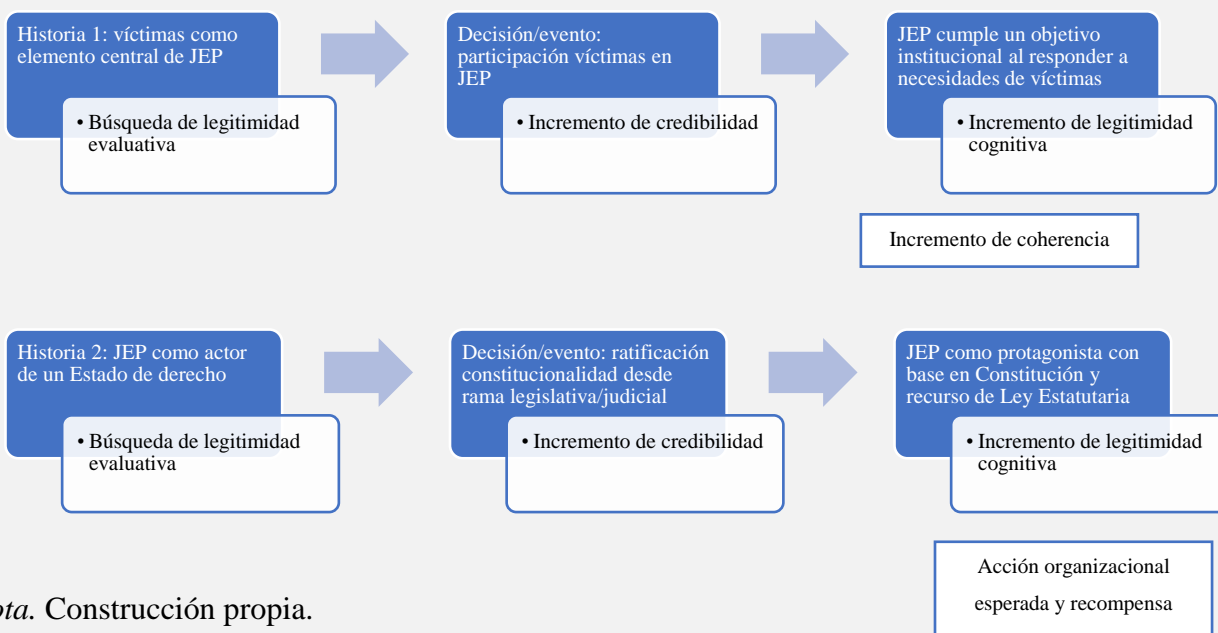 Historia 1: víctimas como
elemento central de JEP
• Búsqueda de legitimidad
evaluativa
Decisión/evento:
participación víctimas en
JEP
• Incremento de credibilidad
JEP cumple un objetivo
institucional al responder a
necesidades de víctimas
• Incremento de legitimidad
cognitiva
Incremento de coherencia
Historia 2: JEP como actor
de un Estado de derecho
• Búsqueda de legitimidad
evaluativa
Decisión/evento: ratificación
constitucionalidad desde
rama legislativa/judicial
• Incremento de credibilidad
JEP como protagonista con
base en Constitución y
recurso de Ley Estatutaria
• Incremento de legitimidad
cognitiva
Acción organizacional
esperada y recompensa
ota. Construcción propia.